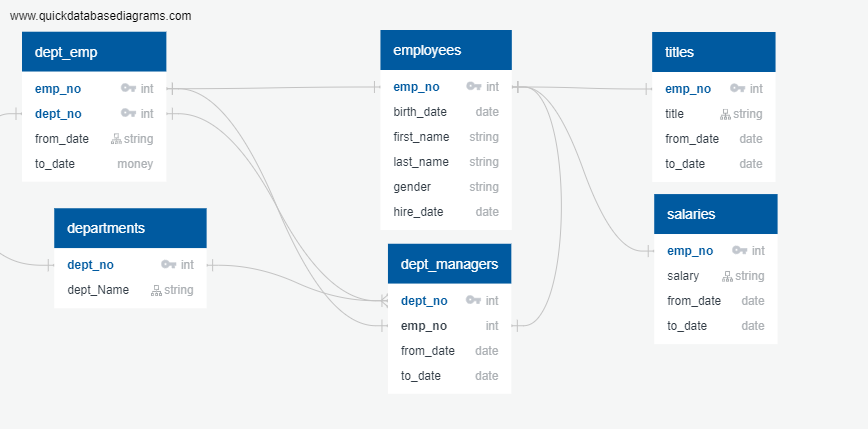 www.quickdatabasediagrams.com
dept_emp
emp_no int
dept_no int
from_date string
to_date money
departments
dept_no int
dept_Name string
employees
emp_no int
birth_date date
first_name string
last_name string
gender string
hire_date date
dept_managers
dept_no int
emp_no int
from_date date
to_date date
titles
emp_no int
title string
from_date date
to_date date
salaries
emp_no int
salary string
from_date date
to_date date